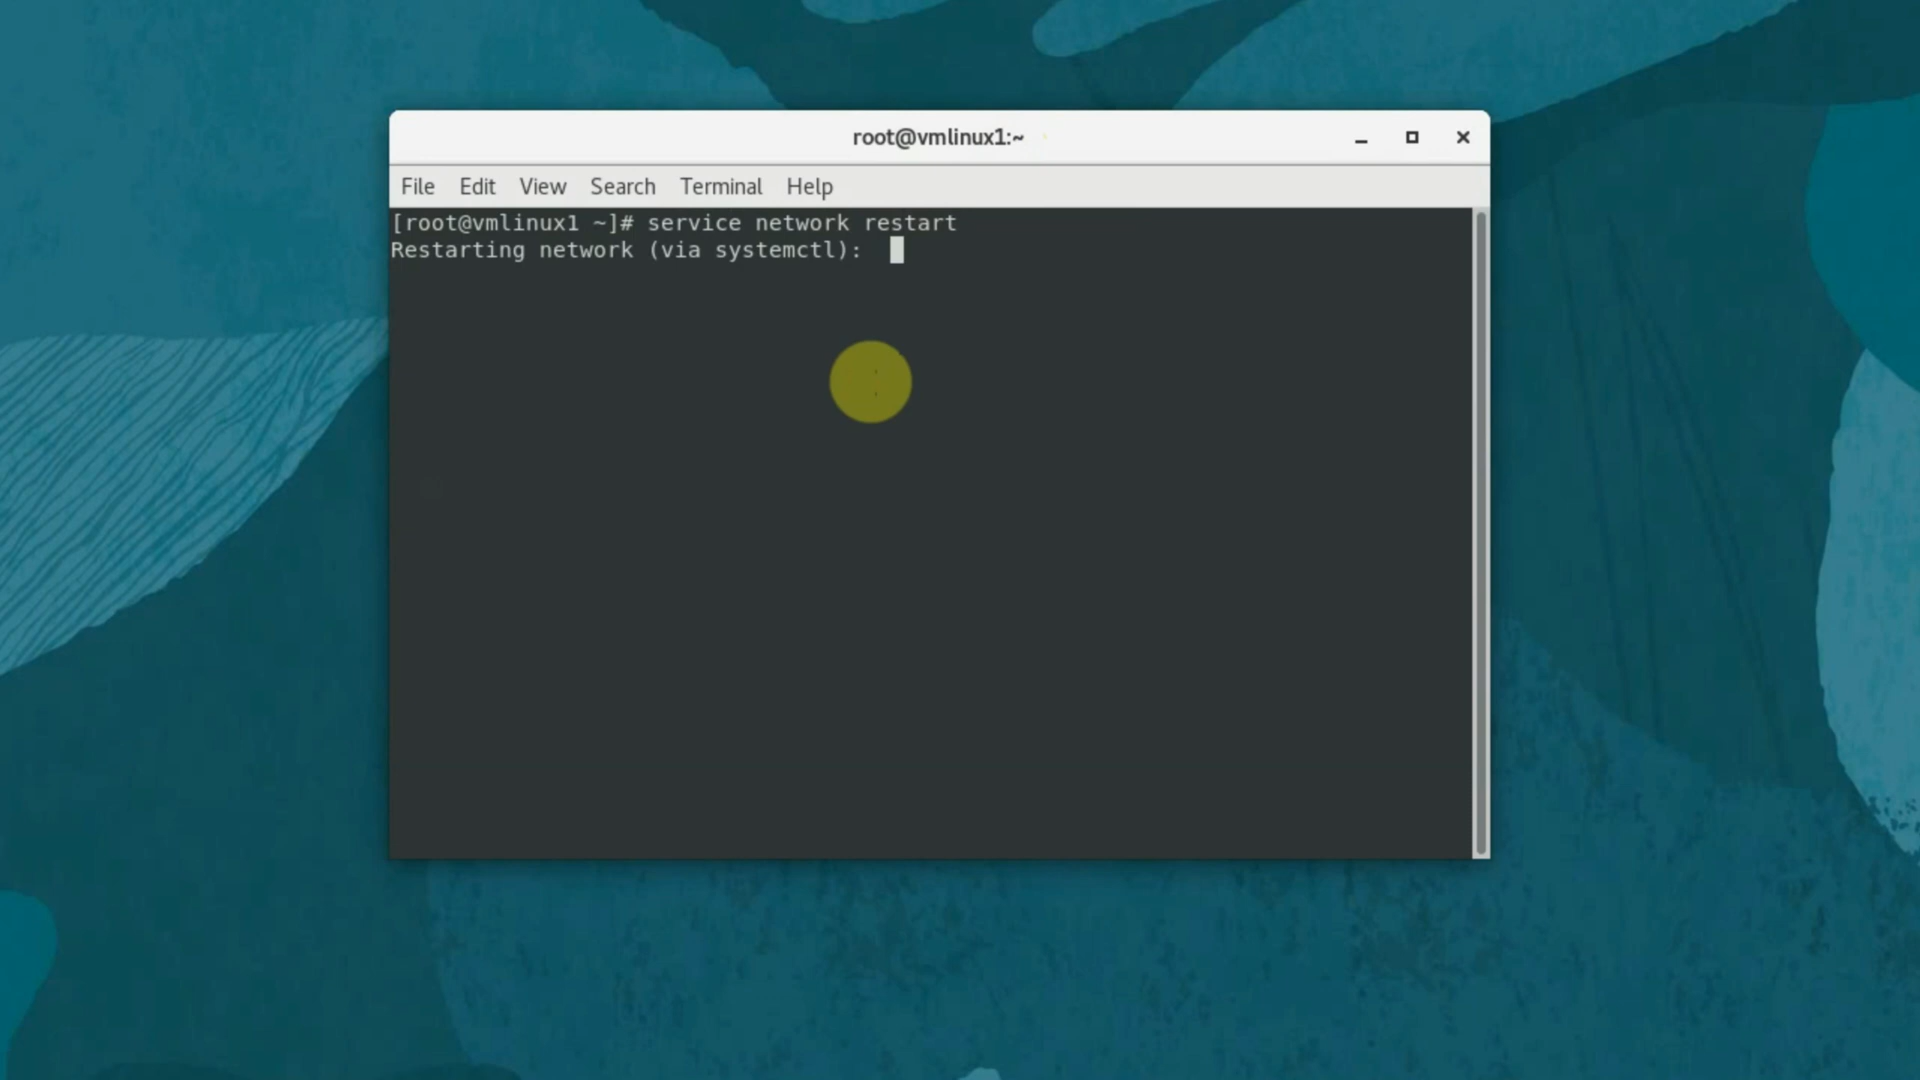 root@vmlinux1:~
File Edit View Search Terminal Help
[root@vmlinux1 ~]# service network restart
Restarting network (via systemctl):